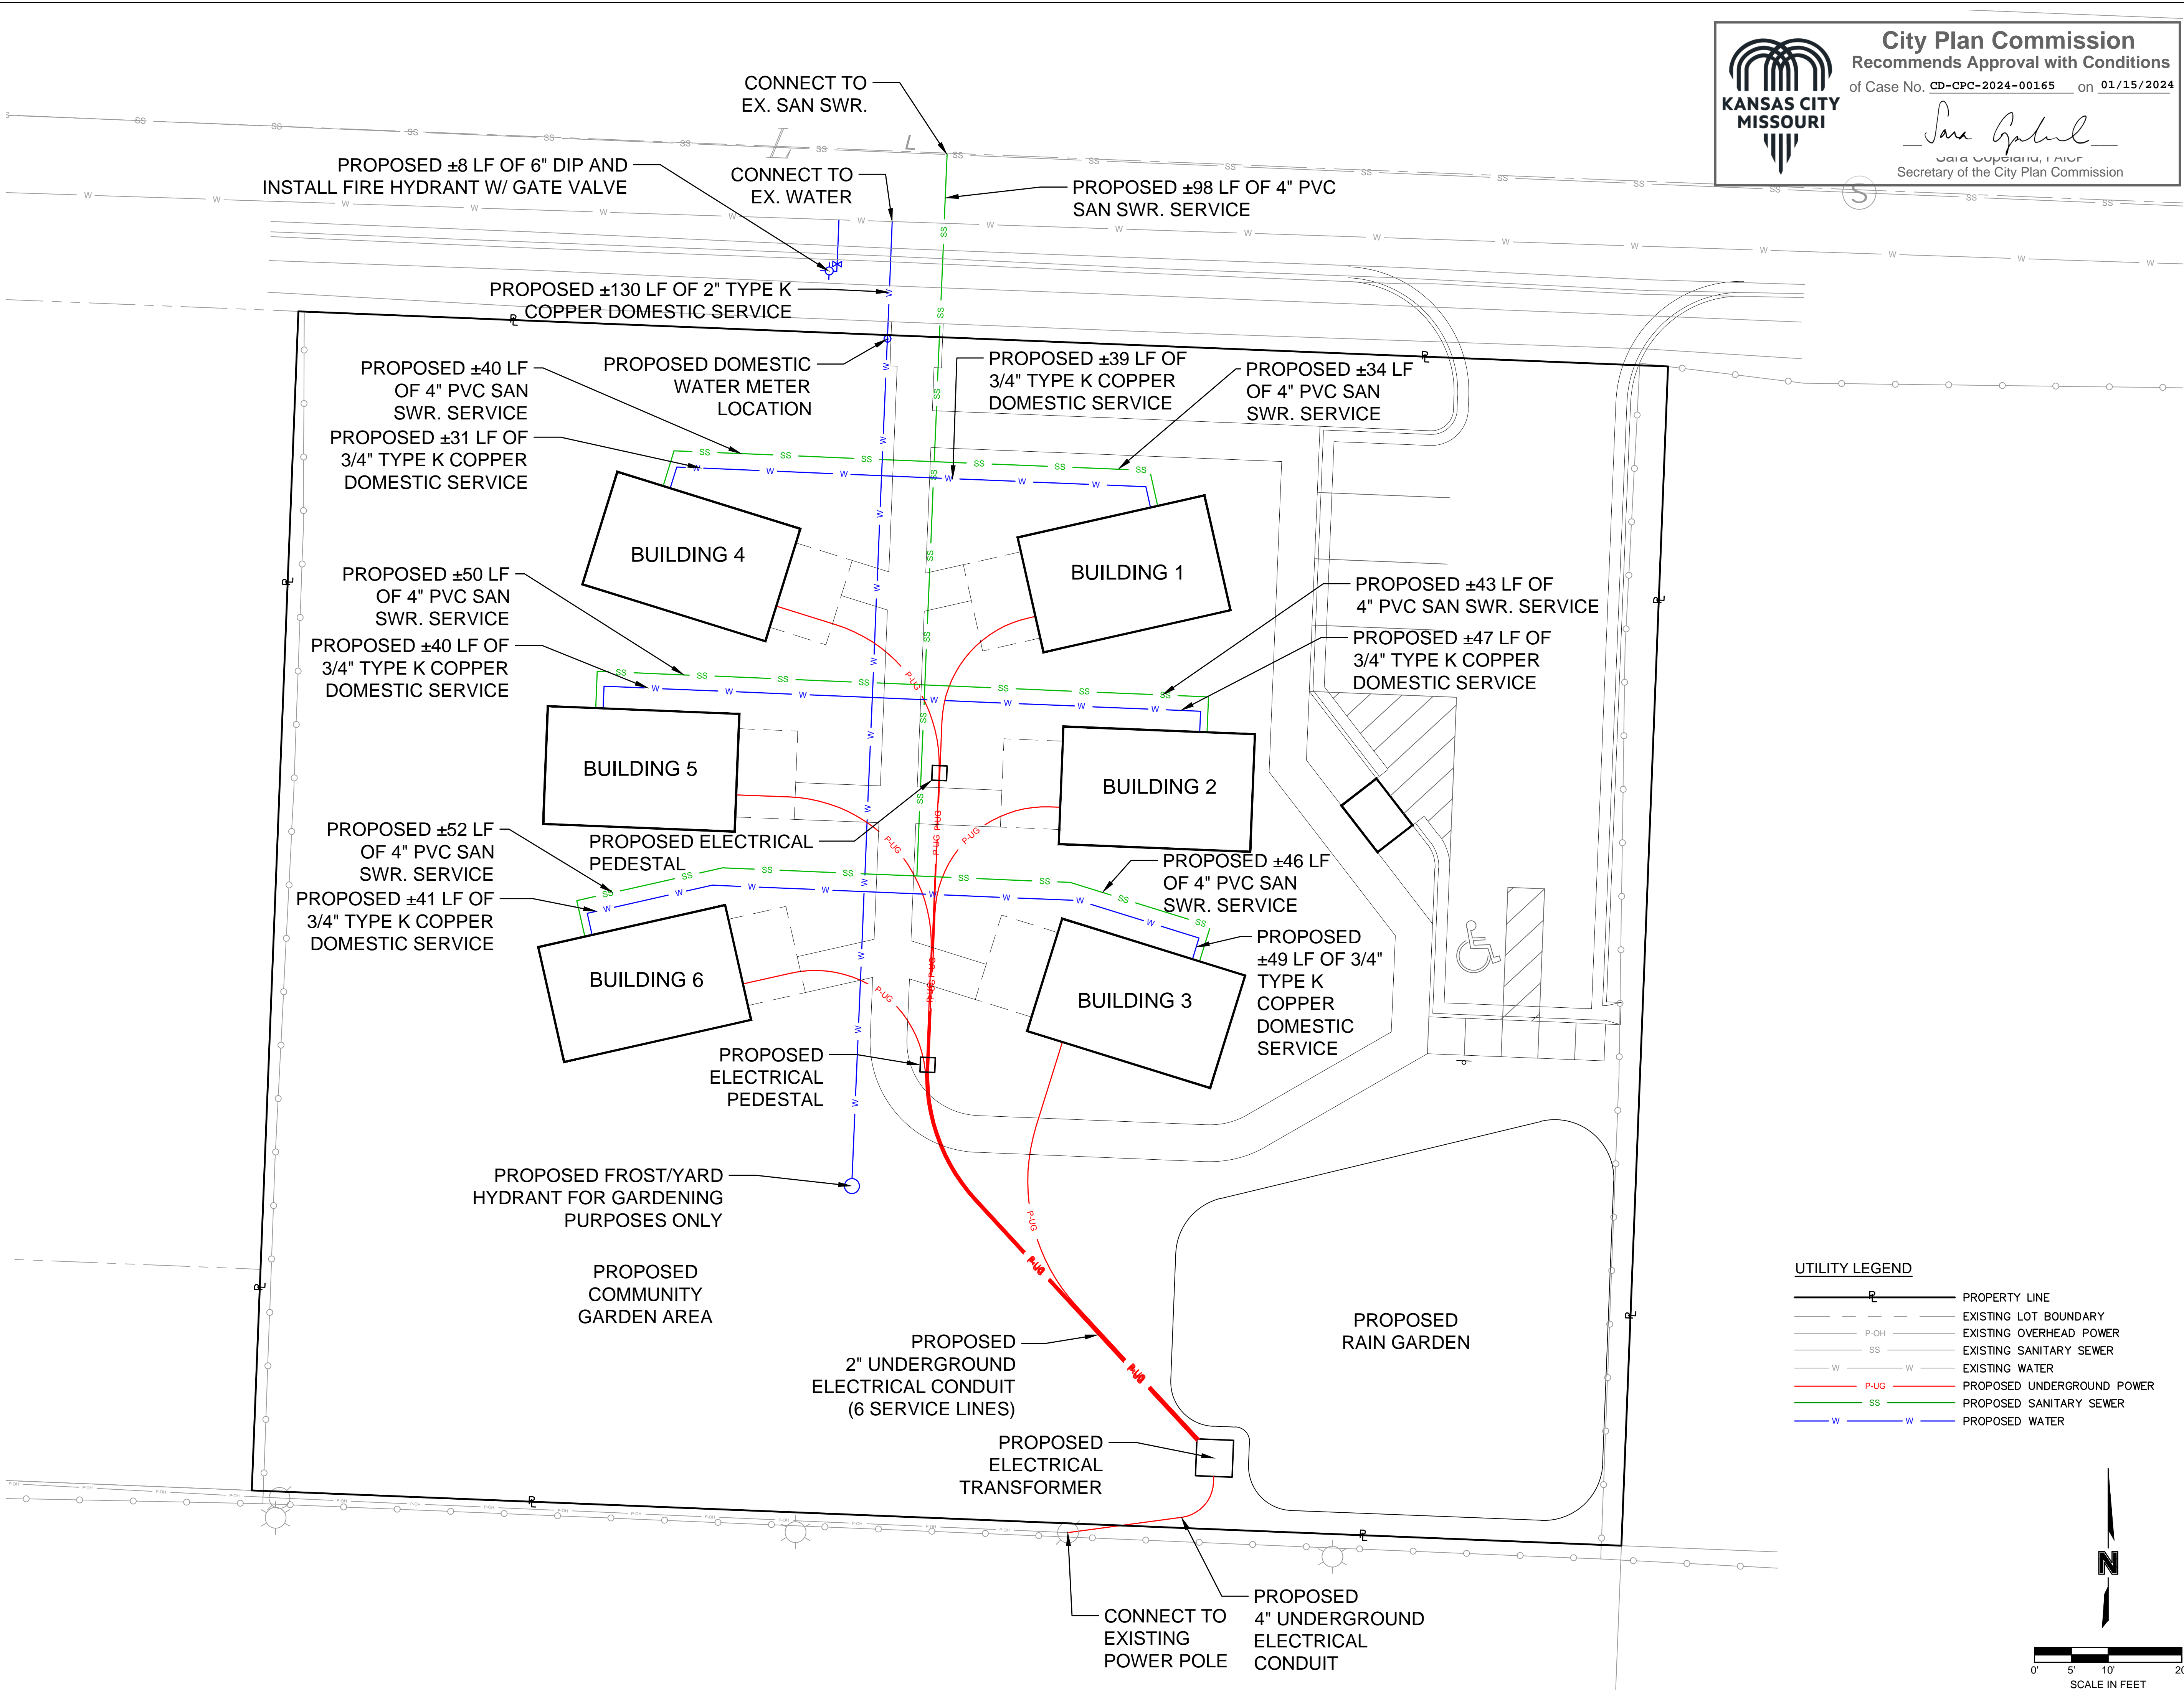 City Plan Commission
Recommends Approval with Conditions
of Case No. CD-CPC-2024-00165 on 01/15/2024
KANSAS CITY
MISSOURI
Sara Copeland, FAICP
Secretary of the City Plan Commission
CONNECT TO
EX. SAN SWR.
PROPOSED ±8 LF OF 6" DIP AND
INSTALL FIRE HYDRANT W/ GATE VALVE
CONNECT TO
EX. WATER
PROPOSED ±98 LF OF 4" PVC
SAN SWR. SERVICE
PROPOSED ±130 LF OF 2" TYPE K
COPPER DOMESTIC SERVICE
PROPOSED ±40 LF
OF 4" PVC SAN
SWR. SERVICE
PROPOSED DOMESTIC
WATER METER
LOCATION
PROPOSED ±39 LF OF
3/4" TYPE K COPPER
DOMESTIC SERVICE
PROPOSED ±34 LF
OF 4" PVC SAN
SWR. SERVICE
PROPOSED ±31 LF OF
3/4" TYPE K COPPER
DOMESTIC SERVICE
BUILDING 4
BUILDING 1
PROPOSED ±50 LF
OF 4" PVC SAN
SWR. SERVICE
PROPOSED ±43 LF OF
4" PVC SAN SWR. SERVICE
PROPOSED ±40 LF OF
3/4" TYPE K COPPER
DOMESTIC SERVICE
PROPOSED ±47 LF OF
3/4" TYPE K COPPER
DOMESTIC SERVICE
BUILDING 5
BUILDING 2
PROPOSED ±52 LF
OF 4" PVC SAN
SWR. SERVICE
PROPOSED ELECTRICAL
PEDESTAL
PROPOSED ±46 LF
OF 4" PVC SAN
SWR. SERVICE
PROPOSED ±41 LF OF
3/4" TYPE K COPPER
DOMESTIC SERVICE
PROPOSED
±49 LF OF 3/4"
TYPE K
COPPER
DOMESTIC
SERVICE
BUILDING 6
BUILDING 3
PROPOSED
ELECTRICAL
PEDESTAL
PROPOSED FROST/YARD
HYDRANT FOR GARDENING
PURPOSES ONLY
PROPOSED
COMMUNITY
GARDEN AREA
PROPOSED
2" UNDERGROUND
ELECTRICAL CONDUIT
(6 SERVICE LINES)
PROPOSED
RAIN GARDEN
PROPOSED
ELECTRICAL
TRANSFORMER
CONNECT TO
EXISTING
POWER POLE
PROPOSED
4" UNDERGROUND
ELECTRICAL
CONDUIT
UTILITY LEGEND
PROPERTY LINE
EXISTING LOT BOUNDARY
P-OH EXISTING OVERHEAD POWER
SS EXISTING SANITARY SEWER
W W EXISTING WATER
P-UG PROPOSED UNDERGROUND POWER
SS PROPOSED SANITARY SEWER
W W PROPOSED WATER
N
0' 5' 10'
SCALE IN FEET